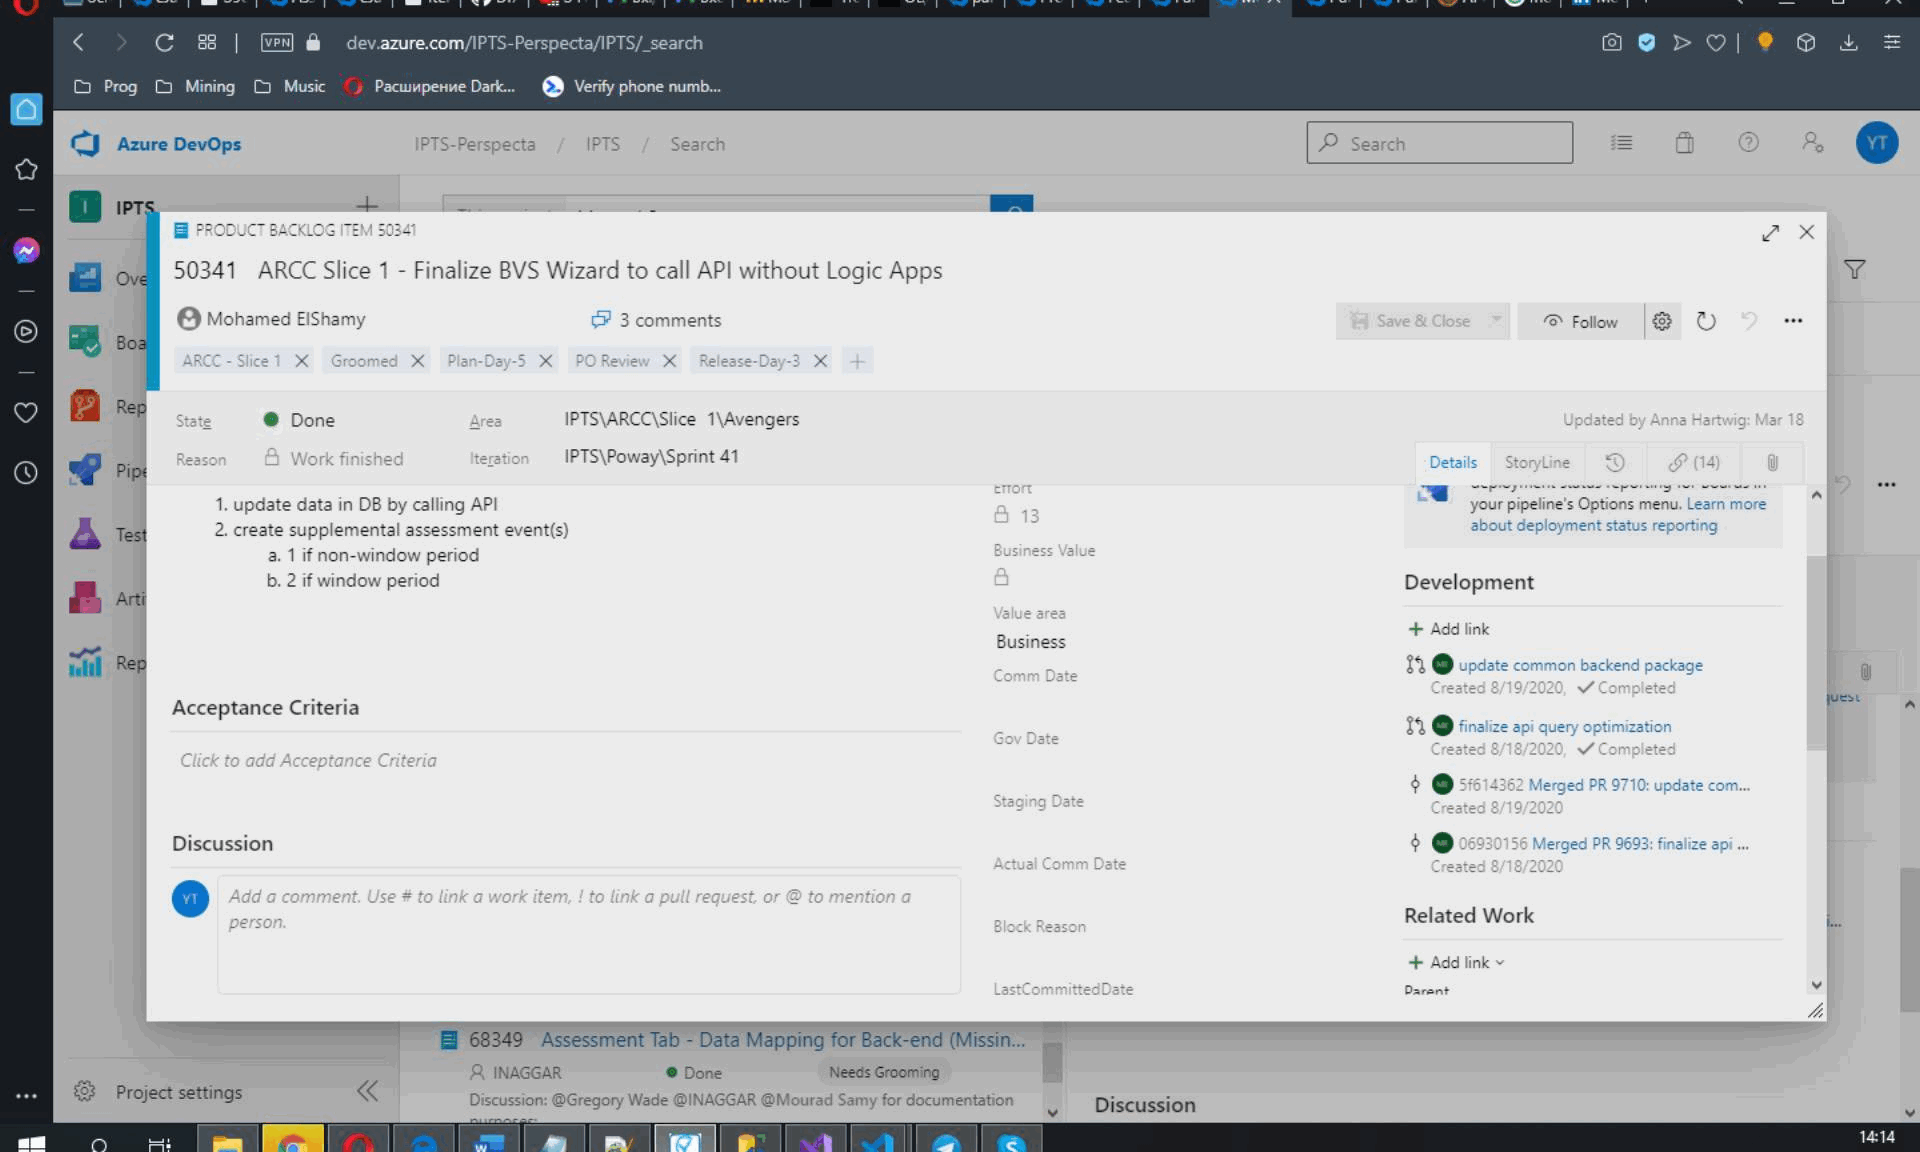 VPN
dev.azure.com/IPTS-Perspecta/IPTS/_search
Prog
Mining
Music
Расширение Dark...
Verify phone numb...
Azure DevOps
IPTS-Perspecta / IPTS / Search
Search
YT
I
IPTS
PRODUCT BACKLOG ITEM 50341
50341 ARCC Slice 1 - Finalize BVS Wizard to call API without Logic Apps
Mohamed ElShamy
3 comments
Save & Close
Follow
ARCC - Slice 1
Groomed
Plan-Day-5
PO Review
Release-Day-3
State
Done
Area
IPTS\ARCC\Slice 1\Avengers
Updated by Anna Hartwig: Mar 18
Reason
Work finished
Iteration
IPTS\Poway\Sprint 41
Details
StoryLine
(14)
Ove
Boa
Rep
Pipe
Test
Arti
Rep
1. update data in DB by calling API
2. create supplemental assessment event(s)
a. 1 if non-window period
b. 2 if window period
Acceptance Criteria
Click to add Acceptance Criteria
Discussion
YT
Add a comment. Use # to link a work item, ! to link a pull request, or @ to mention a
person.
Effort
13
Business Value
Value area
Business
Comm Date
Gov Date
Staging Date
Actual Comm Date
Block Reason
LastCommittedDate
deployment status reporting for Boards in
your pipeline's Options menu. Learn more
about deployment status reporting
Development
Add link
update common backend package
Created 8/19/2020, Completed
finalize api query optimization
Created 8/18/2020, Completed
5f614362 Merged PR 9710: update com...
Created 8/19/2020
06930156 Merged PR 9693: finalize api ...
Created 8/18/2020
Related Work
Add link
Parent
68349 Assessment Tab - Data Mapping for Back-end (Missin...
INAGGAR
Done
Needs Grooming
Discussion: @Gregory Wade @INAGGAR @Mourad Samy for documentation
purposes:
Discussion
Project settings
14:14